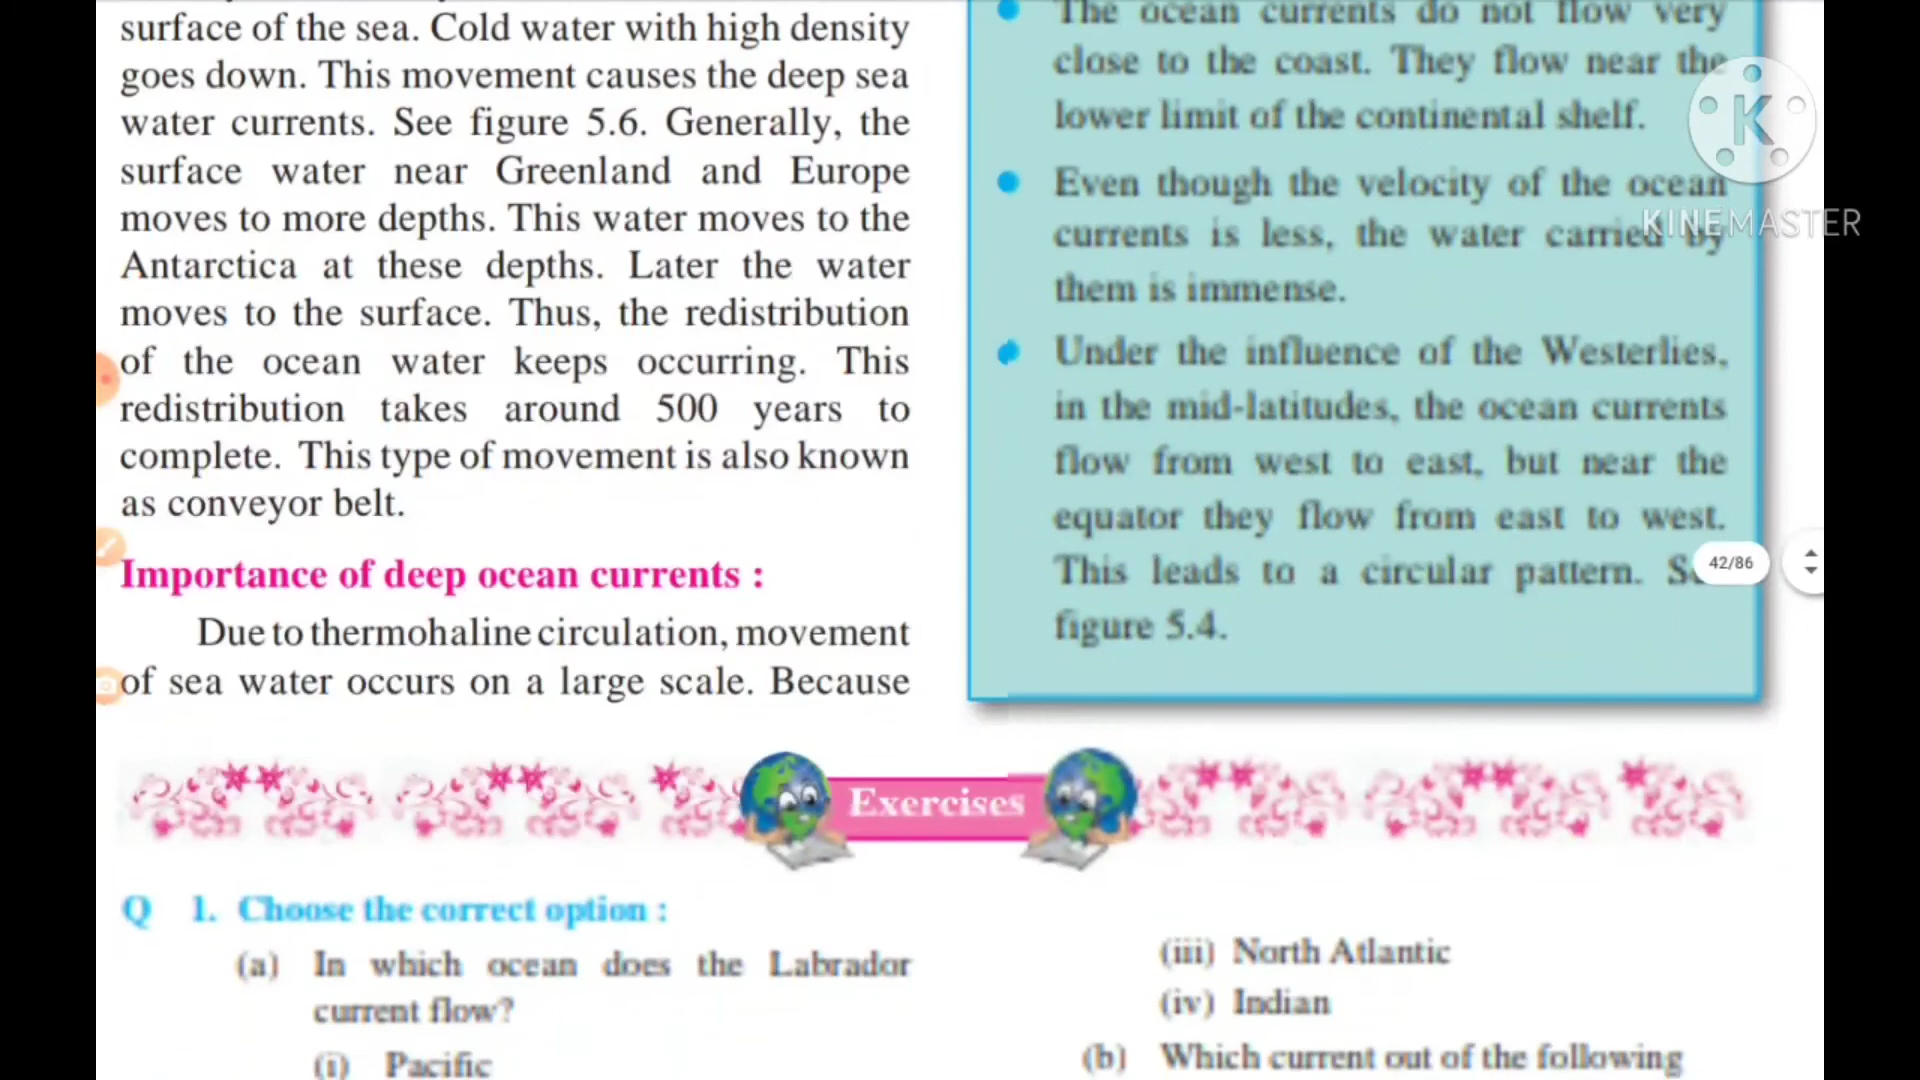 surface of the sea. Cold water with high density
goes down. This movement causes the deep sea
water currents. See figure 5.6. Generally, the
surface water near Greenland and Europe
moves to more depths. This water moves to the
Antarctica at these depths. Later the water
moves to the surface. Thus, the redistribution
of the ocean water keeps occurring. This
redistribution takes around 500 years to
complete. This type of movement is also known
as conveyor belt.
Importance of deep ocean currents :
Due to thermohaline circulation, movement
of sea water occurs on a large scale. Because
The ocean currents do not flow very
close to the coast. They flow near the
lower limit of the continental shelf.
Even though the velocity of the ocean
currents is less, the water carried by
them is immense.
Under the influence of the Westerlies,
in the mid-latitudes, the ocean currents
flow from west to east, but near the
equator they flow from east to west.
This leads to a circular pattern.
figure 5.4.
K
KINEMASTER
42/86
Exercises
Q 1. Choose the correct option :
(a) In which ocean does the Labrador
current flow?
(i) Pacific
(iii) North Atlantic
(iv) Indian
(b) Which current out of the following